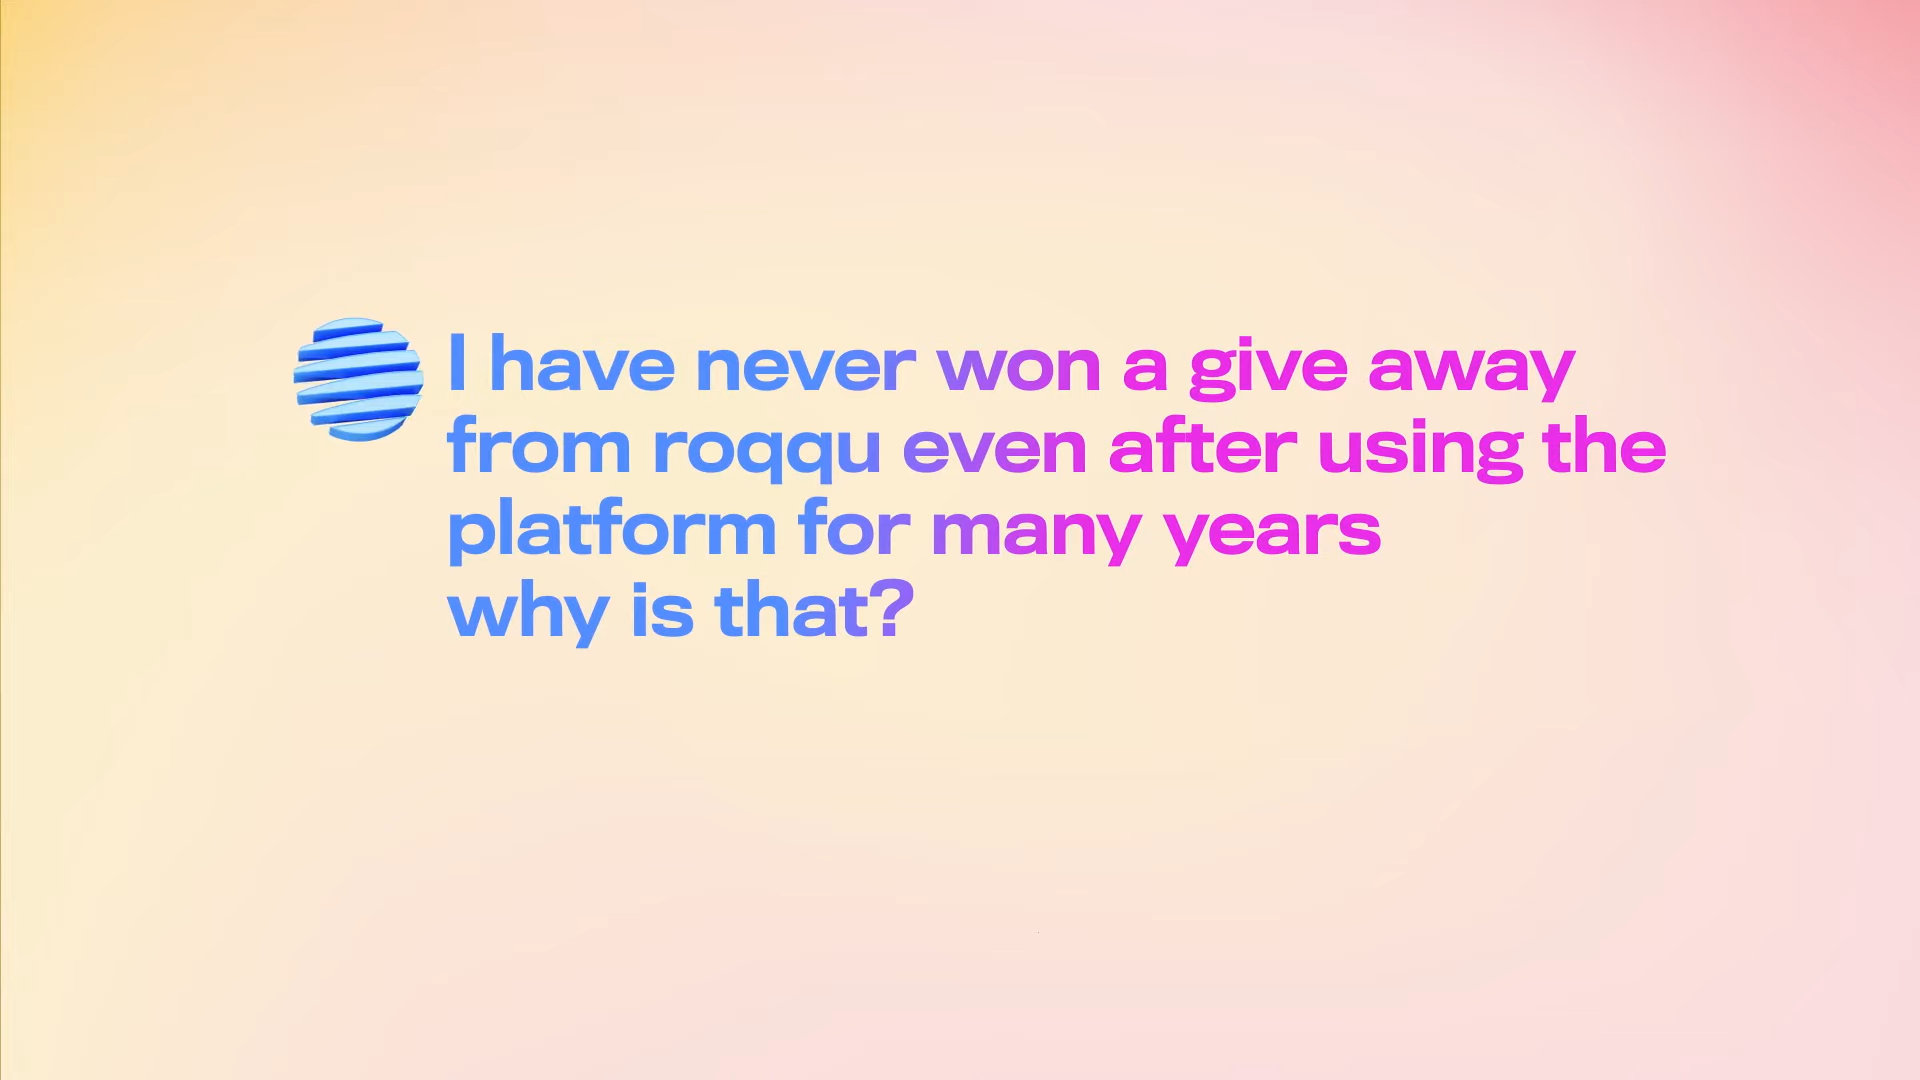 I have never won a give away
from roqqu even after using the
platform for many years
why is that?